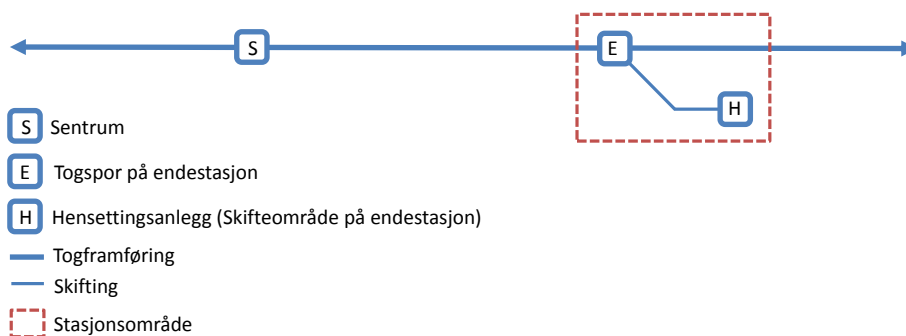 S
E
H
S Sentrum
E Togspor på endestasjon
H Hensettingsanlegg (Skifteområde på endestasjon)
Togframføring
Skifting
Stasjonsområde